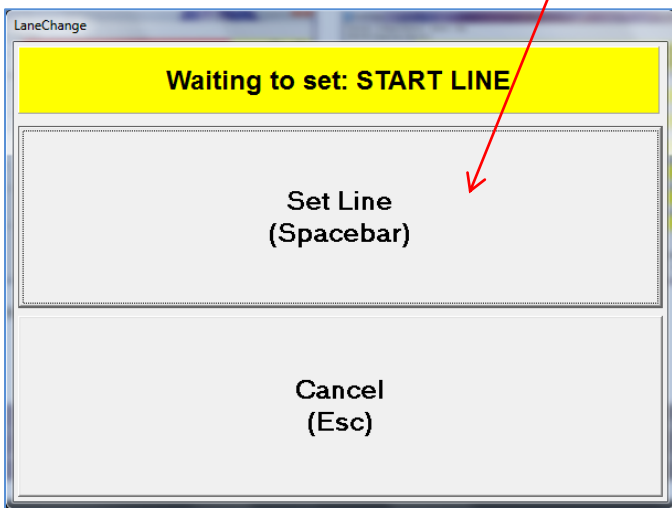 LaneChange
Waiting to set: START LINE
Set Line
(Spacebar)
Cancel
(Esc)